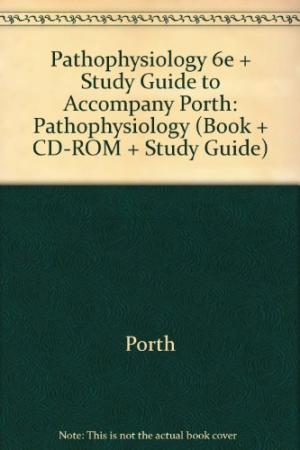 Pathophysiology 6e +
Study Guide to
Accompany Porth:
Pathophysiology (Book +
CD-ROM + Study Guide)
Porth
Note: This is not the actual book cover